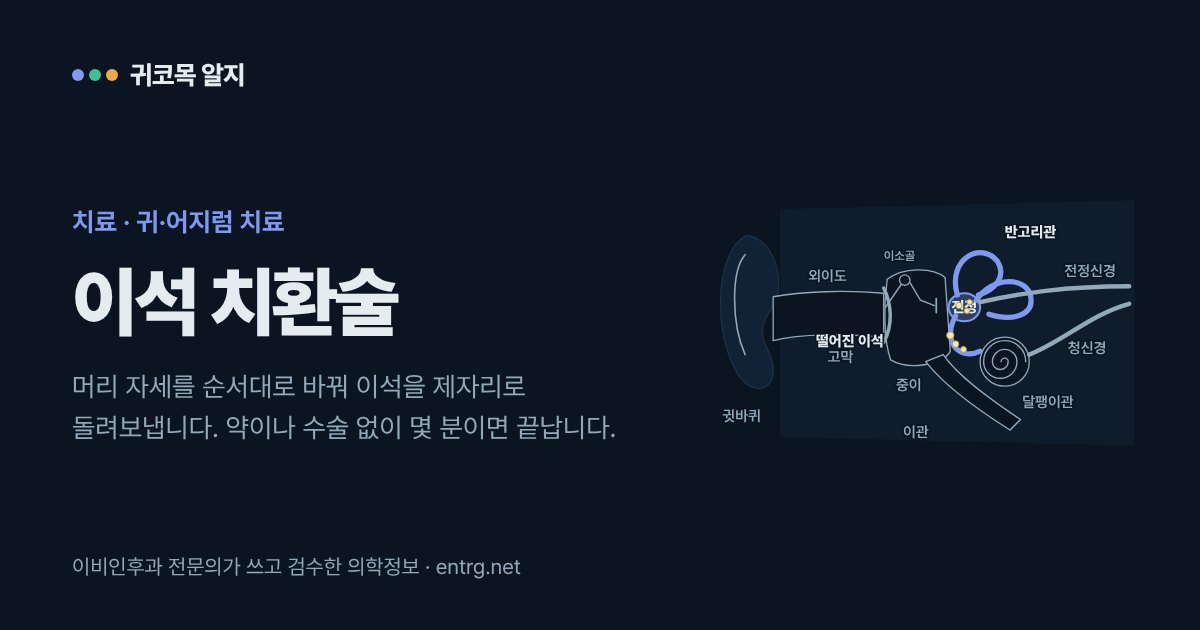 귀코목 알지
치료 · 귀·어지럼 치료
이석 치환술
머리 자세를 순서대로 바꿔 이석을 제자리로
돌려보냅니다. 약이나 수술 없이 몇 분이면 끝납니다.
이비인후과 전문의가 쓰고 검수한 의학정보 · entrg.net
반고리관
이소골
외이도
전정신경
전정
떨어진 이석
고막
청신경
중이
달팽이관
귓바퀴
이관